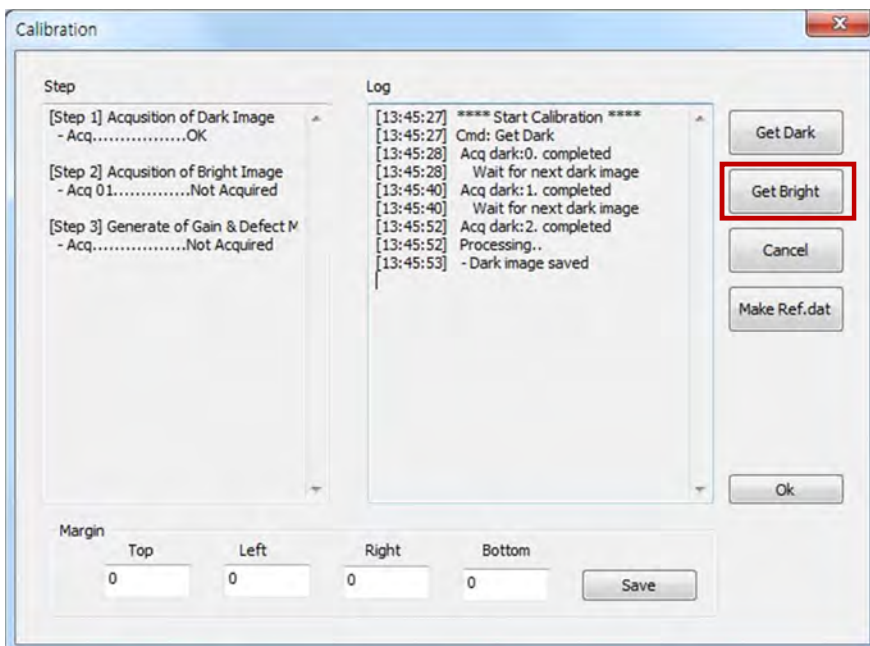 Calibration
Step
[Step 1] Acqusition of Dark Image
- Acq.................OK
[Step 2] Acqusition of Bright Image
- Acq 01.............Not Acquired
[Step 3] Generate of Gain & Defect M
- Acq.................Not Acquired
Log
[13:45:27] **** Start Calibration ****
[13:45:27] Cmd: Get Dark
[13:45:28] Acq dark:0. completed
[13:45:28] Wait for next dark image
[13:45:40] Acq dark:1. completed
[13:45:40] Wait for next dark image
[13:45:52] Acq dark:2. completed
[13:45:52] Processing..
[13:45:53] - Dark image saved
Get Dark
Get Bright
Cancel
Make Ref.dat
Ok
Margin
Top Left Right Bottom
0 0 0 0 Save